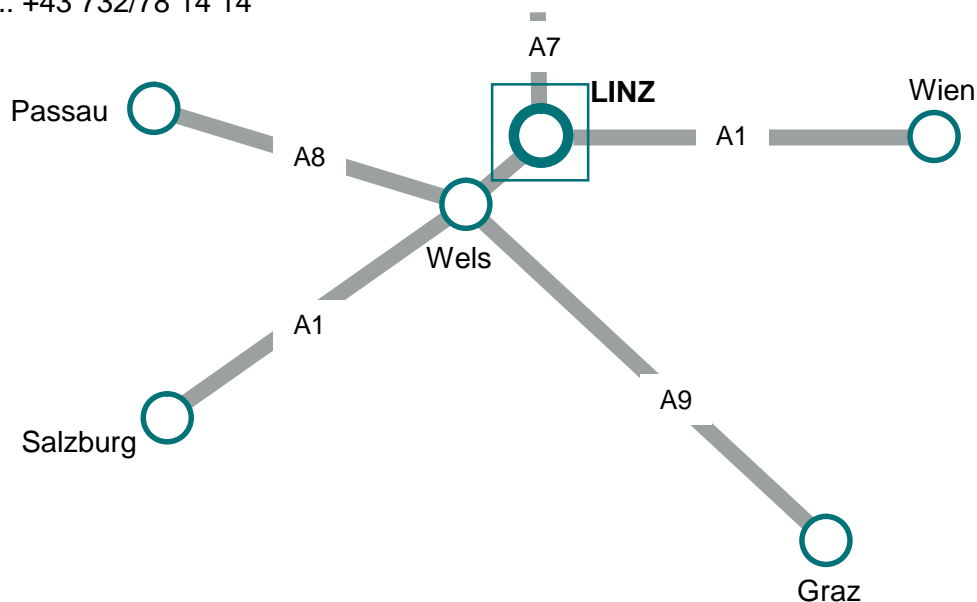 .: +43 732/78 14 14
A7
LINZ
Wien
Passau
A1
A8
Wels
A1
A9
Salzburg
Graz